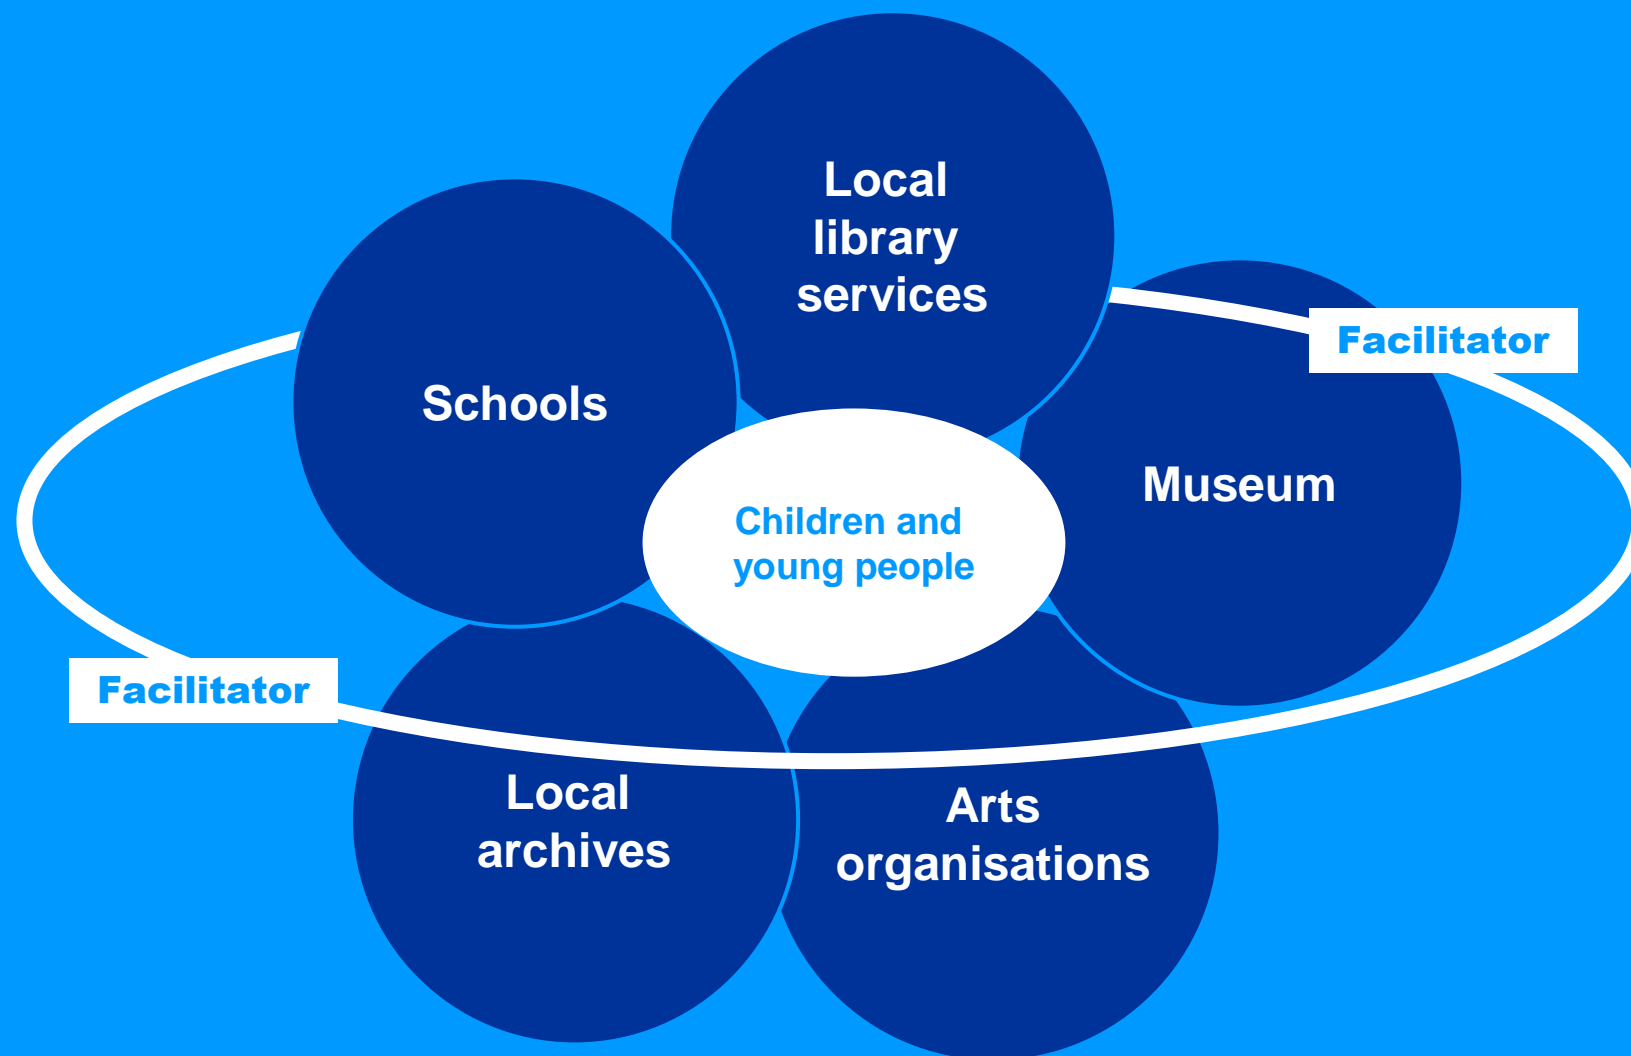 Local
library
services
Facilitator
Schools
Museum
Children and
young people
Facilitator
Local
archives
Arts
organisations